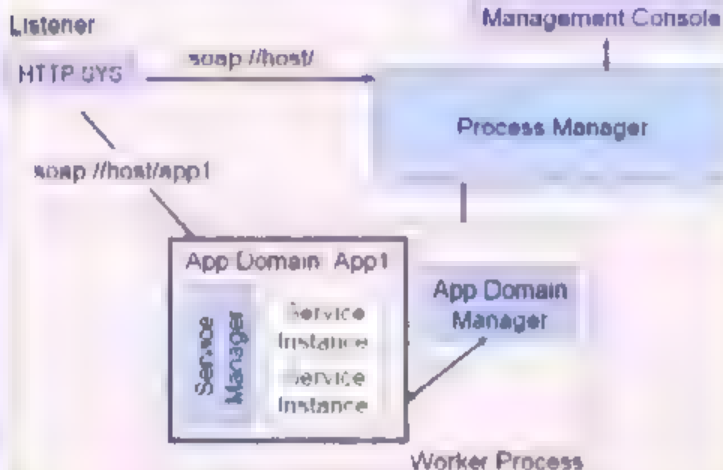 Listener
Management Console
HTTP.SYS
soap //host/
Process Manager
soap //host/app1
App Domain App1
App Domain
Manager
Service
Manager
Service
Instance
Service
Instance
Worker Process